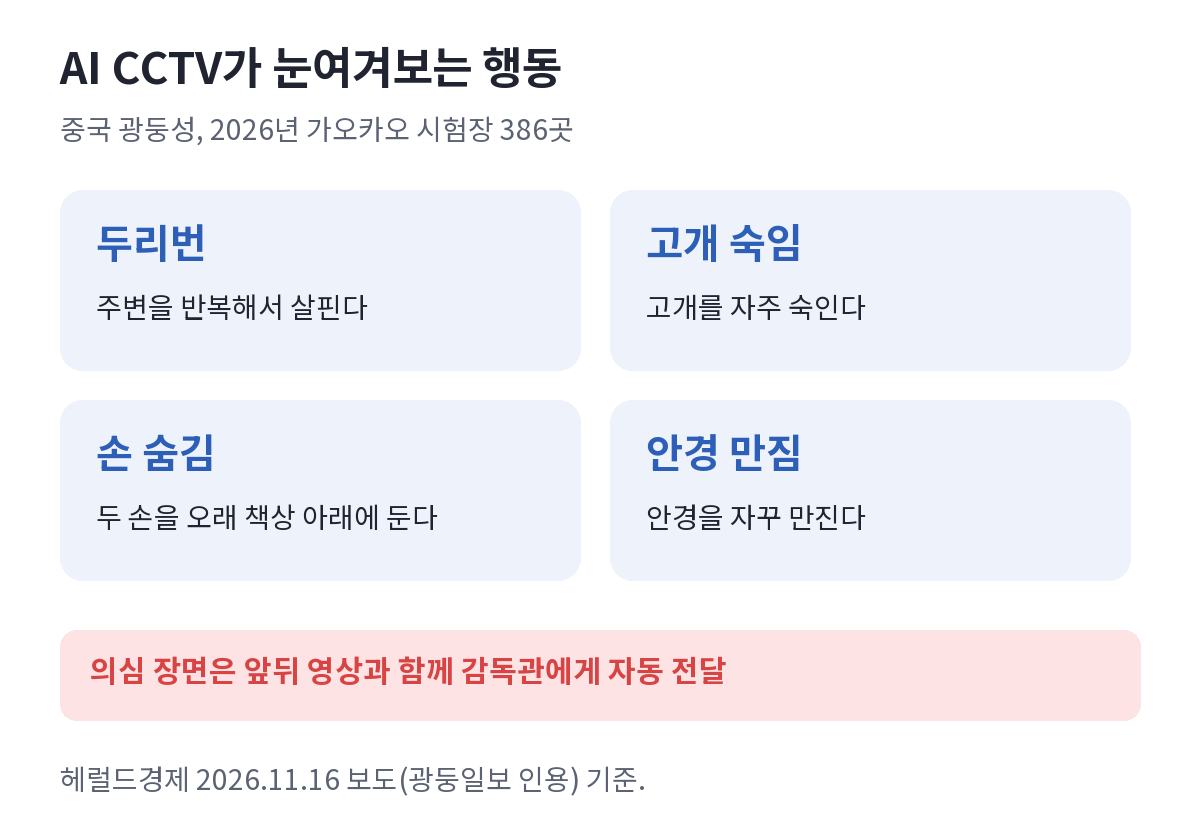 AI CCTV가 눈여겨보는 행동
중국 광둥성, 2026년 가오카오 시험장 386곳
두리번
주변을 반복해서 살핀다
고개 숙임
고개를 자주 숙인다
손 숨김
두 손을 오래 책상 아래에 둔다
안경 만짐
안경을 자꾸 만진다
의심 장면은 앞뒤 영상과 함께 감독관에게 자동 전달
헤럴드경제 2026.11.16 보도(광둥일보 인용) 기준.